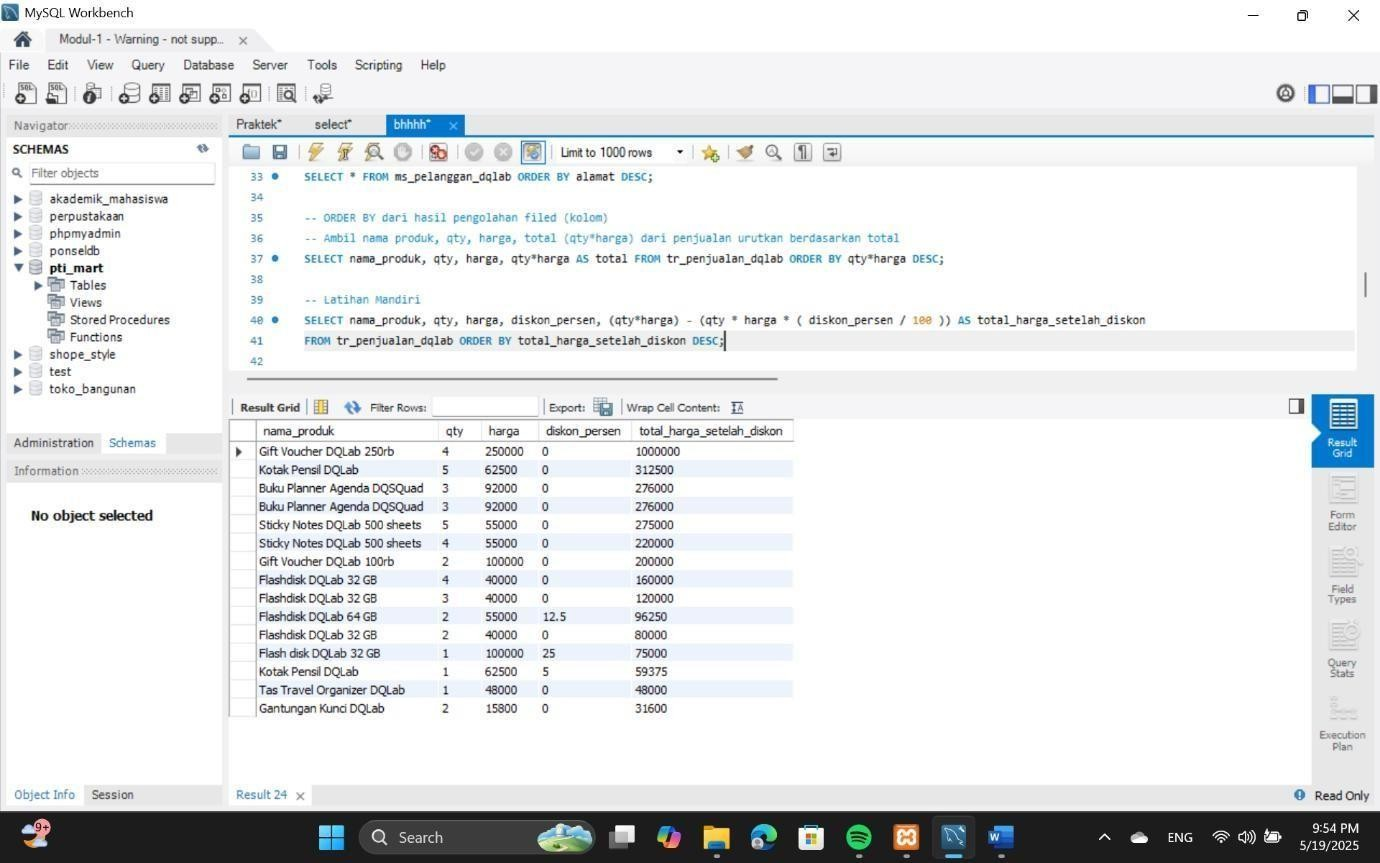 MySQL Workbench
Modul-1 - Warning - not supp...
File Edit View Query Database Server Tools Scripting Help
Navigator
SCHEMAS
Filter objects
akademik_mahasiswa
perpustakaan
phpmyadmin
ponseldb
pti_mart
Tables
Views
Stored Procedures
Functions
shope_style
test
toko_bangunan
Administration Schemas
Information
No object selected
Object Info Session
Praktek* select* bhhhh*
Limit to 1000 rows
33 SELECT * FROM ms_pelanggan_dqlab ORDER BY alamat DESC;
34
35 -- ORDER BY dari hasil pengolahan filed (kolom)
36 -- Ambil nama produk, qty, harga, total (qty*harga) dari penjualan urutkan berdasarkan total
37 SELECT nama_produk, qty, harga, qty*harga AS total FROM tr_penjualan_dqlab ORDER BY qty*harga DESC;
38
39 -- Latihan Mandiri
40 SELECT nama_produk, qty, harga, diskon_persen, (qty*harga) - (qty * harga * ( diskon_persen / 100 )) AS total_harga_setelah_diskon
41 FROM tr_penjualan_dqlab ORDER BY total_harga_setelah_diskon DESC;
42
Result Grid Filter Rows: Export: Wrap Cell Content:
nama_produk qty harga diskon_persen total_harga_setelah_diskon
Gift Voucher DQLab 250rb 4 250000 0 1000000
Kotak Pensil DQLab 5 62500 0 312500
Buku Planner Agenda DQSQuad 3 92000 0 276000
Buku Planner Agenda DQSQuad 3 92000 0 276000
Sticky Notes DQLab 500 sheets 5 55000 0 275000
Sticky Notes DQLab 500 sheets 4 55000 0 220000
Gift Voucher DQLab 100rb 2 100000 0 200000
Flashdisk DQLab 32 GB 4 40000 0 160000
Flashdisk DQLab 32 GB 3 40000 0 120000
Flashdisk DQLab 64 GB 2 55000 12.5 96250
Flashdisk DQLab 32 GB 2 40000 0 80000
Flash disk DQLab 32 GB 1 100000 25 75000
Kotak Pensil DQLab 1 62500 5 59375
Tas Travel Organizer DQLab 1 48000 0 48000
Gantungan Kunci DQLab 2 15800 0 31600
Result
Grid
Form
Editor
Field
Types
Query
Stats
Execution
Plan
Result 24
Read Only
9+
Search
ENG
9:54 PM
5/19/2025